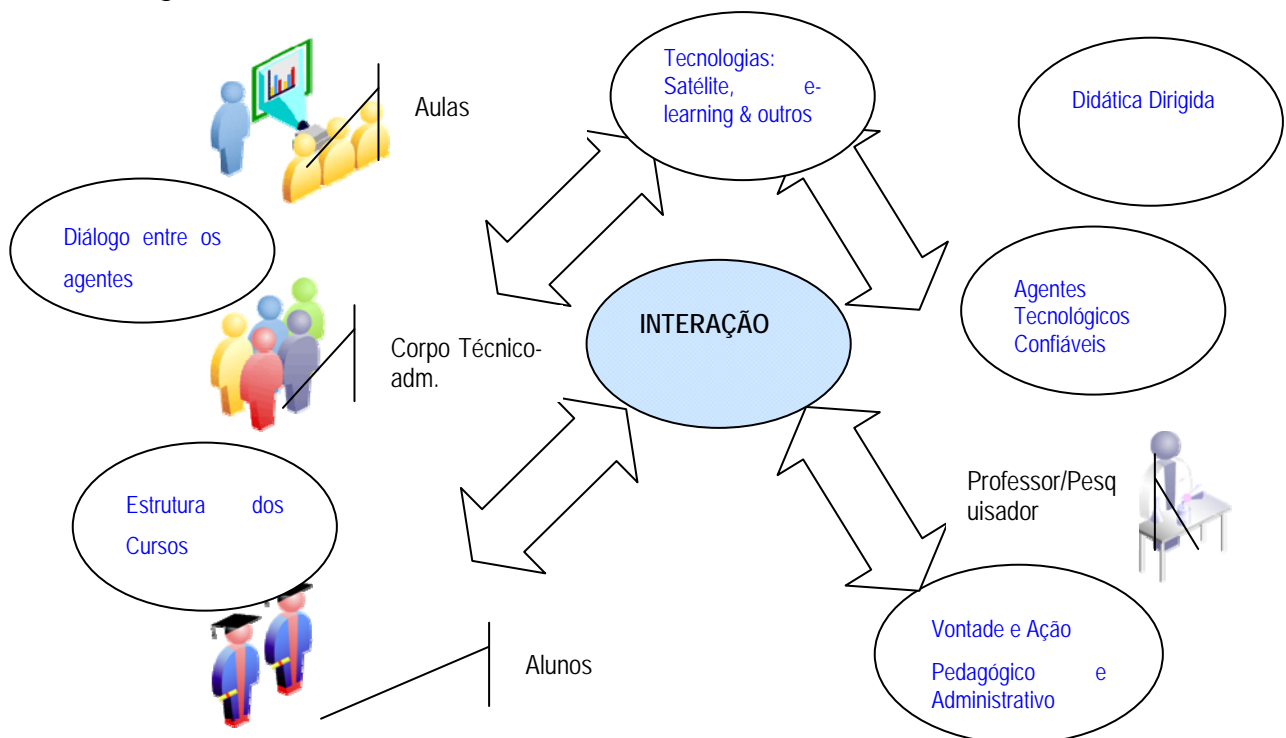 Tecnologias:
Satélite, e-
learning & outros
Didática Dirigida
Aulas
Diálogo entre os
agentes
Agentes
Tecnológicos
Confiáveis
INTERAÇÃO
Corpo Técnico-
adm.
Professor/Pesq
uisador
Estrutura dos
Cursos
Vontade e Ação
Pedagógico e
Administrativo
Alunos